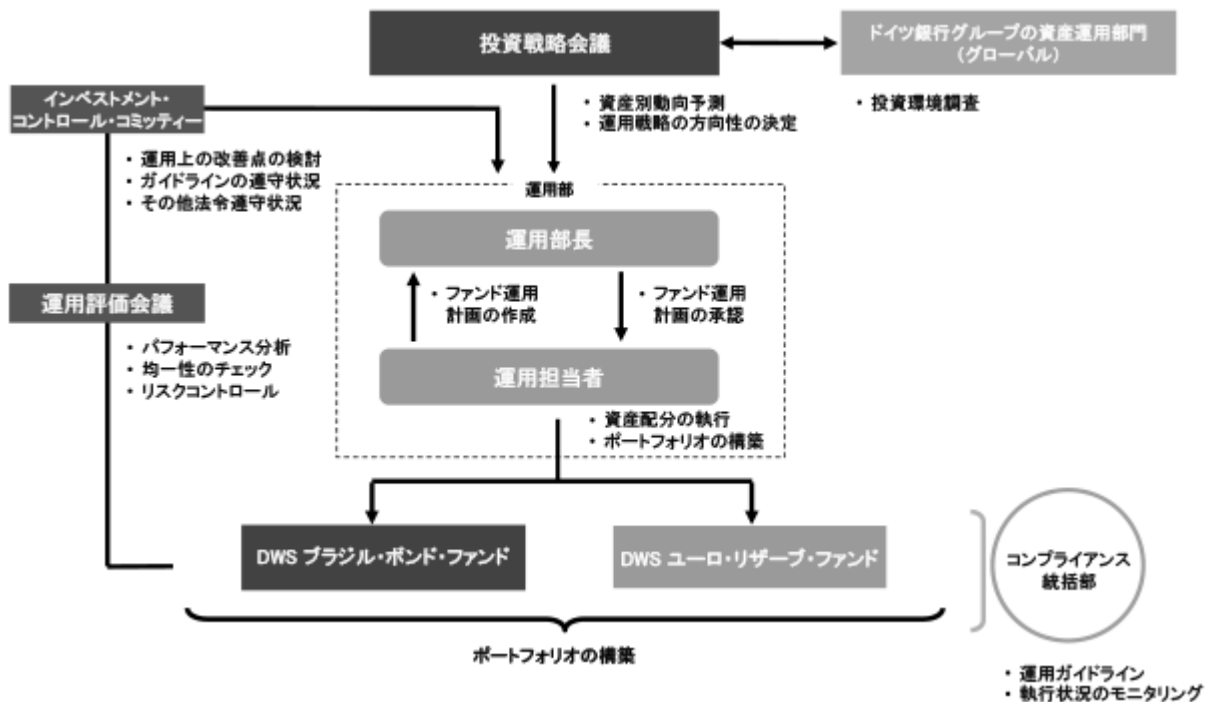 投資戦略会議
ドイツ銀行グループの資産運用部門
（グローバル）
・ 資産別動向予測
・ 運用戦略の方向性の決定
・ 投資環境調査
インベストメント・
コントロール・コミッティー
・ 運用上の改善点の検討
・ ガイドラインの遵守状況
・ その他法令遵守状況
運用部
運用部長
・ ファンド運用
計画の作成
・ ファンド運用
計画の承認
運用評価会議
・ パフォーマンス分析
・ 均一性のチェック
・ リスクコントロール
運用担当者
・ 資産配分の執行
・ ポートフォリオの構築
DWS ブラジル・ボンド・ファンド
DWS ユーロ・リザーブ・ファンド
コンプライアンス
統括部
ポートフォリオの構築
・ 運用ガイドライン
・ 執行状況のモニタリング